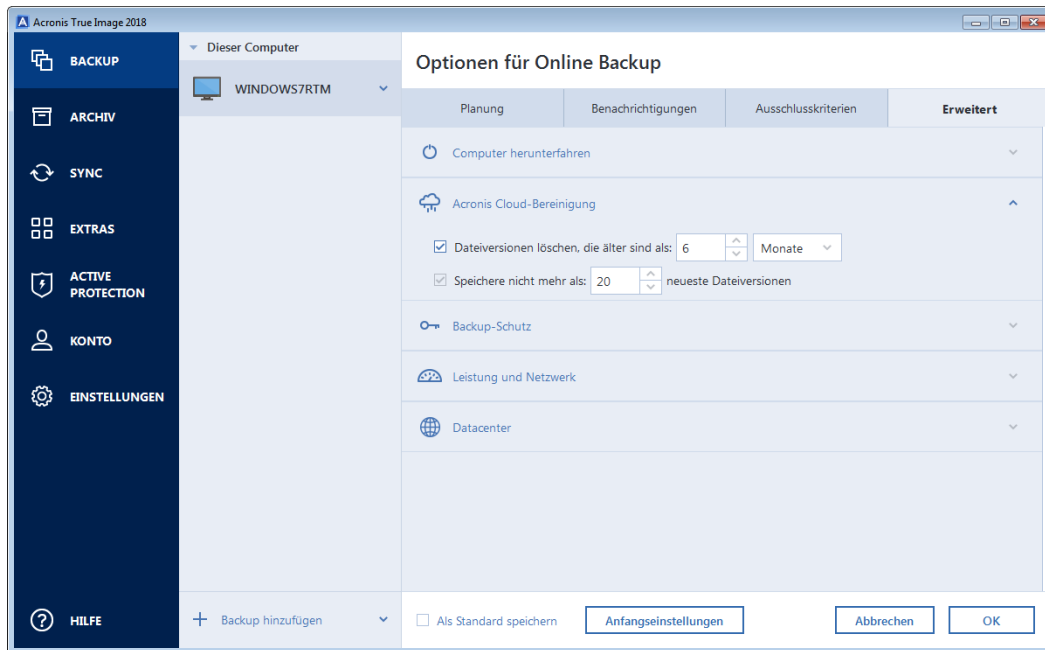 Acronis True Image 2018
BACKUP
ARCHIV
SYNC
EXTRAS
ACTIVE
PROTECTION
KONTO
EINSTELLUNGEN
HILFE
Dieser Computer
WINDOWS7RTM
Backup hinzufügen
Optionen für Online Backup
Planung
Benachrichtigungen
Ausschlusskriterien
Erweitert
Computer herunterfahren
Acronis Cloud-Bereinigung
Dateiversionen löschen, die älter sind als: 6 Monate
Speichere nicht mehr als: 20 neueste Dateiversionen
Backup-Schutz
Leistung und Netzwerk
Datacenter
Als Standard speichern
Anfangseinstellungen
Abbrechen
OK